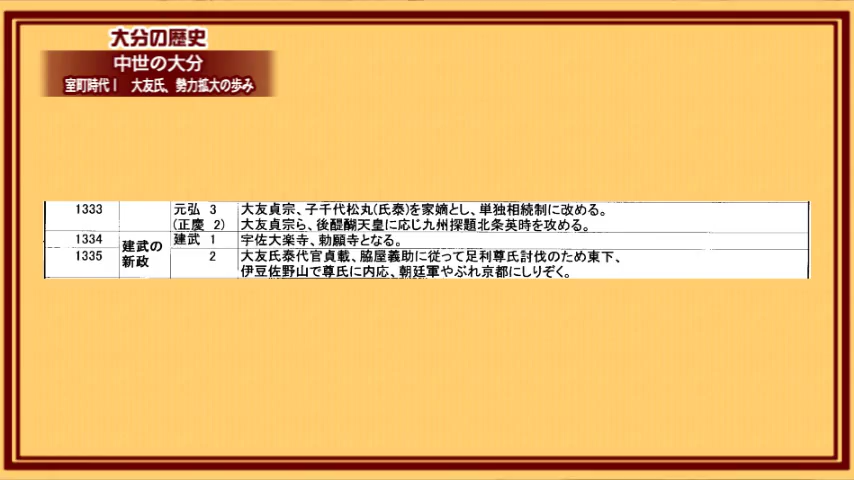 大分の歴史
中世の大分
室町時代Ⅰ 大友氏、勢力拡大の歩み
1333 元弘 3 大友貞宗、子千代松丸(氏泰)を家嫡とし、単独相続制に改める。
(正慶 2) 大友貞宗ら、後醍醐天皇に応じ九州探題北条英時を攻める。
1334 建武の新政 建武 1 宇佐大楽寺、勅願寺となる。
1335 2 大友氏泰代官貞載、脇屋義助に従って足利尊氏討伐のため東下、
伊豆佐野山で尊氏に内応、朝廷軍やぶれ京都にしりぞく。